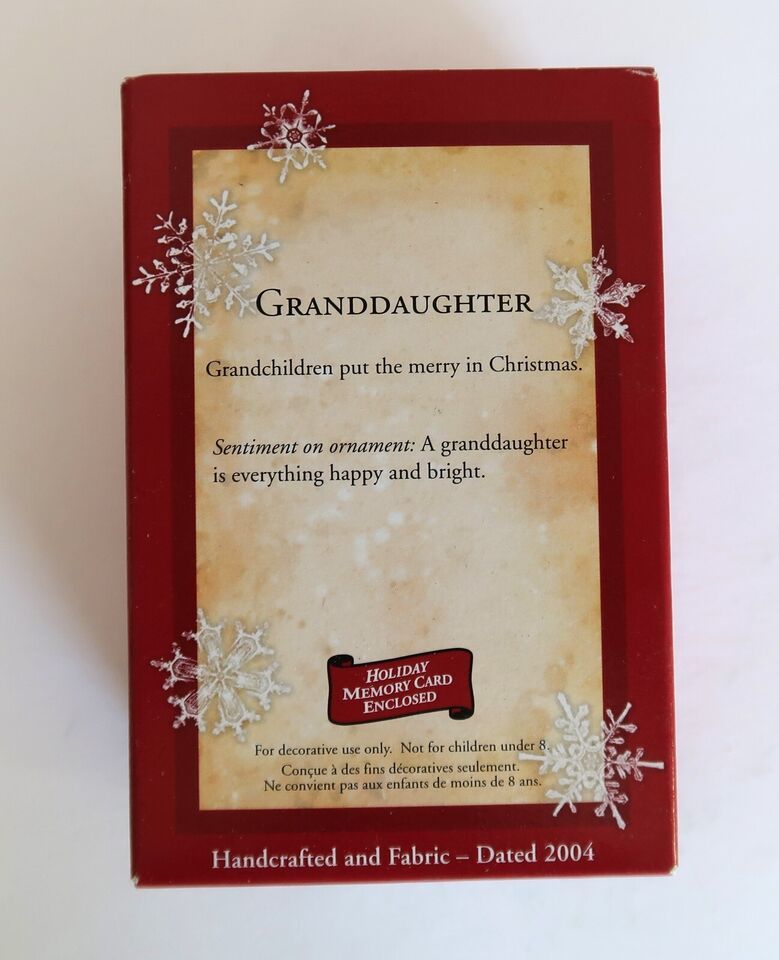 GRANDDAUGHTER
Grandchildren put the merry in Christmas.
Sentiment on ornament: A granddaughter
is everything happy and bright.
HOLIDAY
MEMORY CARD
ENCLOSED
For decorative use only. Not for children under 8.
Conçue à des fins décoratives seulement.
Ne convient pas aux enfants de moins de 8 ans.
Handcrafted and Fabric – Dated 2004